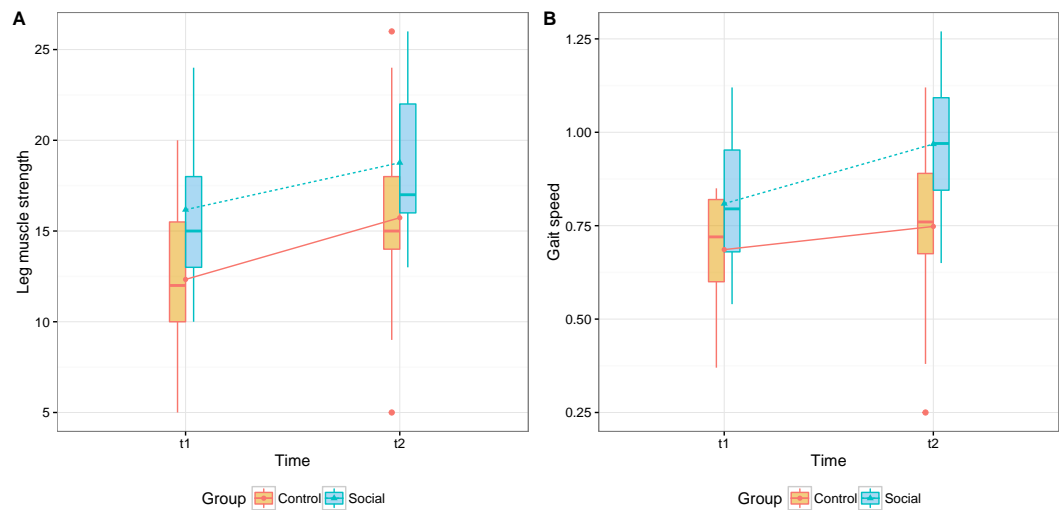 A
Leg muscle strength
25
20
15
10
5
t1
t2
Time
Group Control Social
B
Gait speed
1.25
1.00
0.75
0.50
0.25
t1
t2
Time
Group Control Social